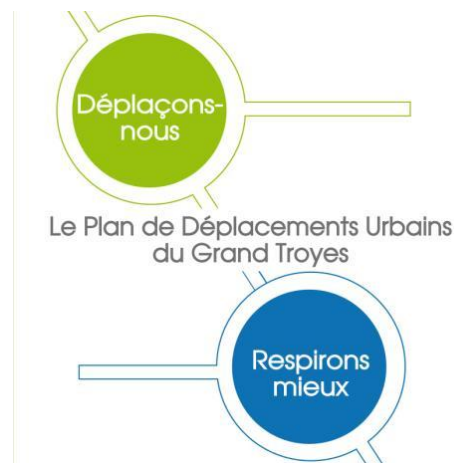 Déplaçons-
nous
Le Plan de Déplacements Urbains
du Grand Troyes
Respirons
mieux